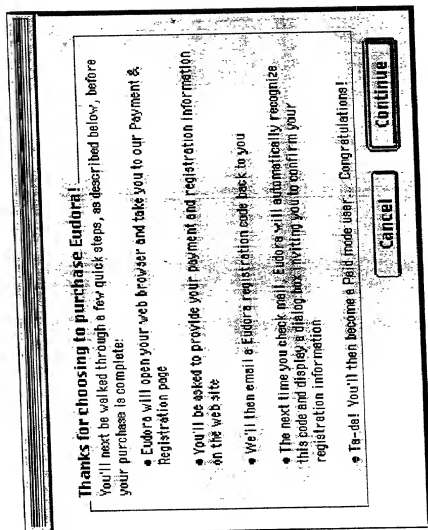 Thanks for choosing to purchase Eudora!
You'll next be walked through a few quick steps, as described below, before
your purchase is complete:
• Eudora will open your web browser and take you to our Payment &
Registration page
• You'll be asked to provide your payment and registration information
on the web site
• We'll then email a Eudora registration code back to you
• The next time you check mail, Eudora will automatically recognize
this code and display a dialog box inviting you to confirm your
registration information
• Ta-da! You'll then become a Paid mode user. Congratulations!
Cancel
Continue